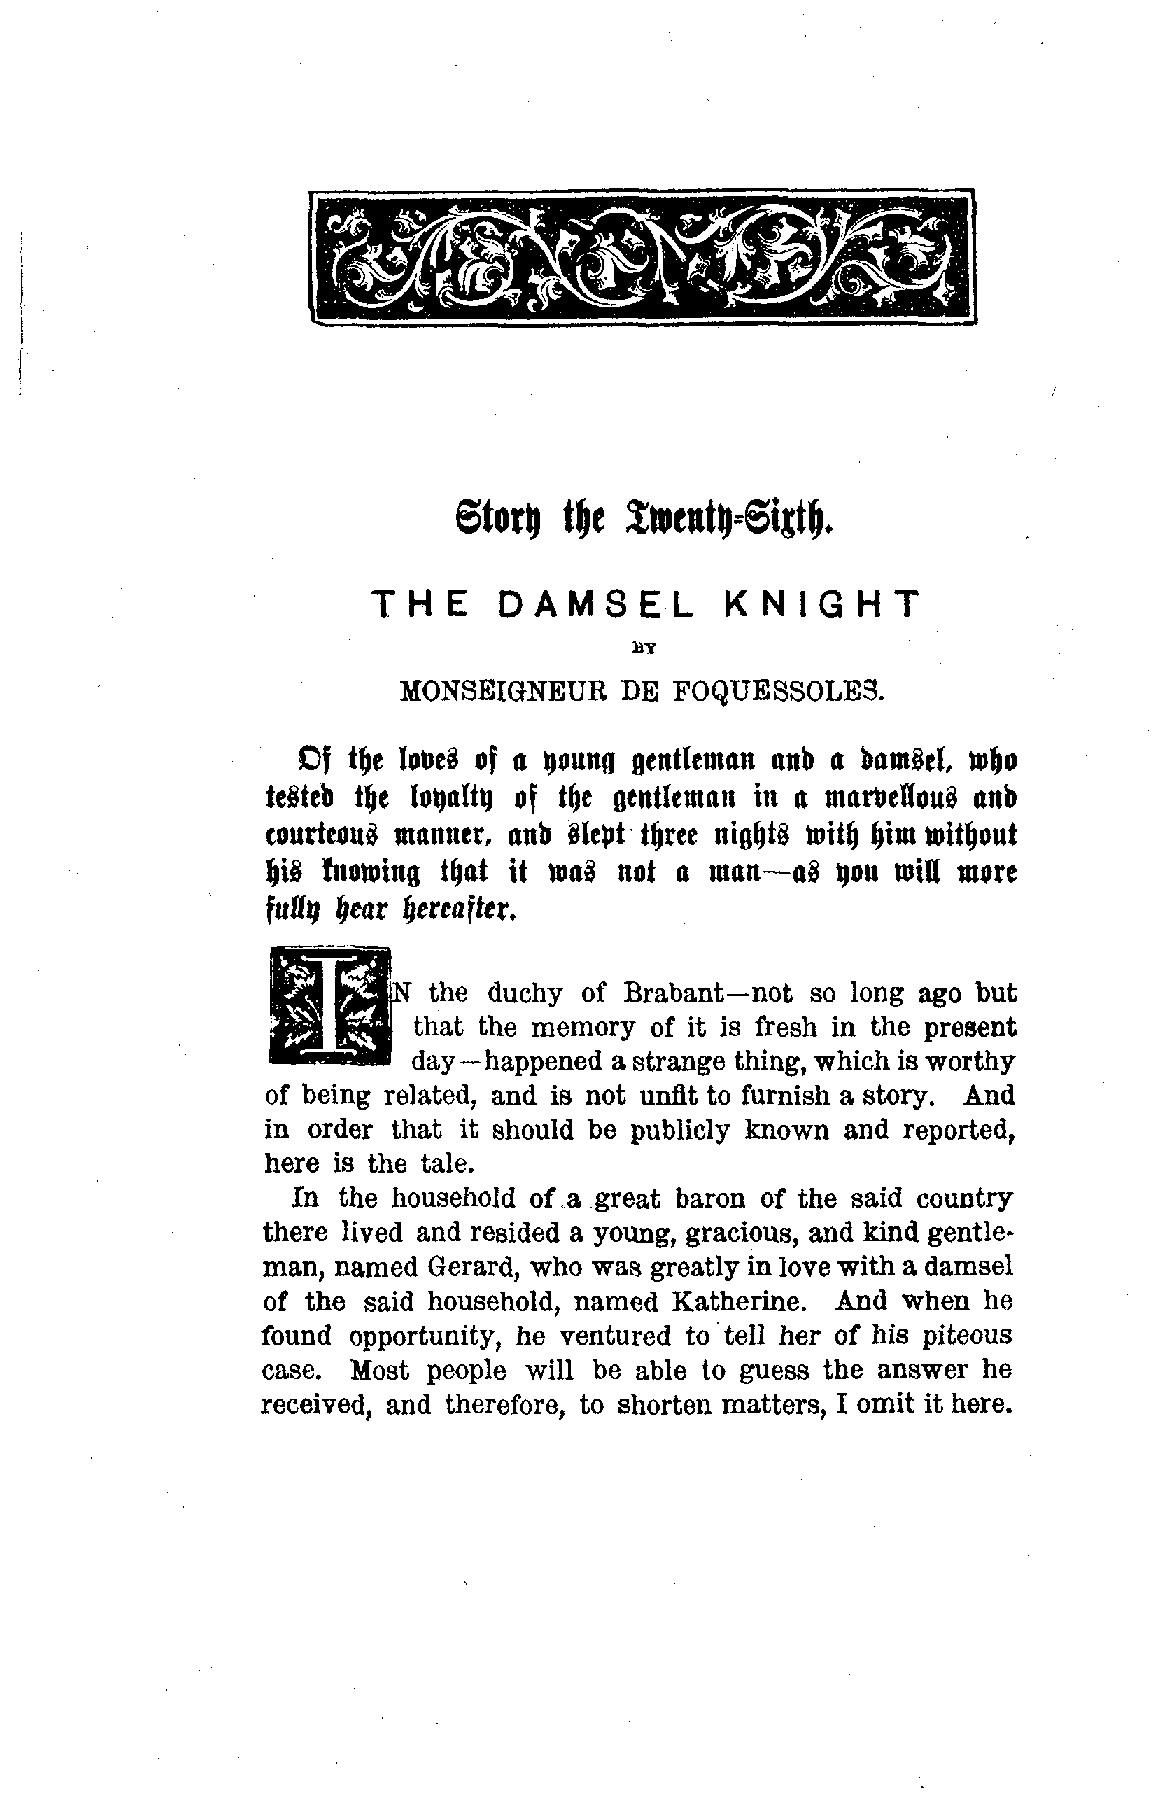 Story the Twenty-Sixth.
THE DAMSEL KNIGHT
BY
MONSEIGNEUR DE FOQUESSOLES.
Of the loves of a young gentleman and a damsel, who
tested the loyalty of the gentleman in a marvellous and
courteous manner, and slept three nights with him without
his knowing that it was not a man—as you will more
fully hear hereafter.
IN the duchy of Brabant—not so long ago but
that the memory of it is fresh in the present
day—happened a strange thing, which is worthy
of being related, and is not unfit to furnish a story. And
in order that it should be publicly known and reported,
here is the tale.
In the household of a great baron of the said country
there lived and resided a young, gracious, and kind gentle-
man, named Gerard, who was greatly in love with a damsel
of the said household, named Katherine. And when he
found opportunity, he ventured to tell her of his piteous
case. Most people will be able to guess the answer he
received, and therefore, to shorten matters, I omit it here.